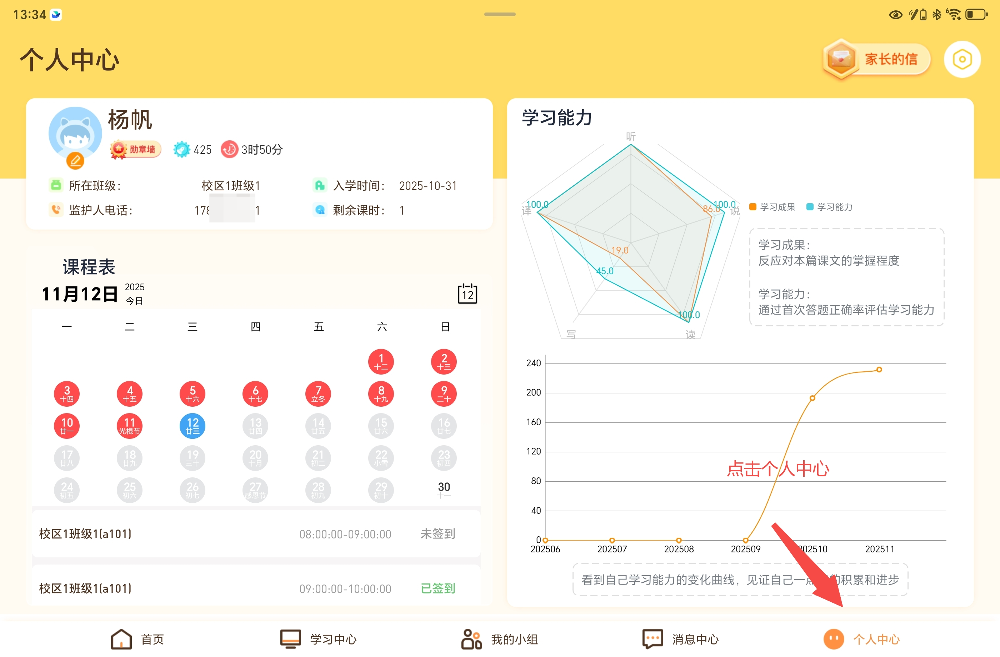 13:34
个人中心
家长的信
杨帆
勋章墙
425
3时50分
所在班级：
校区1班级1
入学时间：
2025-10-31
监护人电话：
178
1
剩余课时：
1
课程表
11月12日
2025
今日
12
一 二 三 四 五 六 日
1 2
十二 十三
3 4 5 6 7 8 9
十四 十五 十六 十七 立冬 十九 二十
10 11 12 13 14 15 16
廿一 光棍节 廿三 廿四 廿五 廿六 廿七
17 18 19 20 21 22 23
廿八 廿九 三十 十月 初二 小雪 初四
24 25 26 27 28 29 30
初五 初六 初七 感恩节 初九 初十 十一
校区1班级1(a101)
08:00:00-09:00:00
未签到
校区1班级1(a101)
09:00:00-10:00:00
已签到
学习能力
听
100.0
译
86.0
100.0
说
19.0
45.0
100.0
写
读
学习成果
学习能力
学习成果：
反应对本篇课文的掌握程度
学习能力：
通过首次答题正确率评估学习能力
240
200
160
120
80
40
0
202506 202507 202508 202509 202510 202511
点击个人中心
看到自己学习能力的变化曲线，见证自己一点 的积累和进步
首页
学习中心
我的小组
消息中心
个人中心